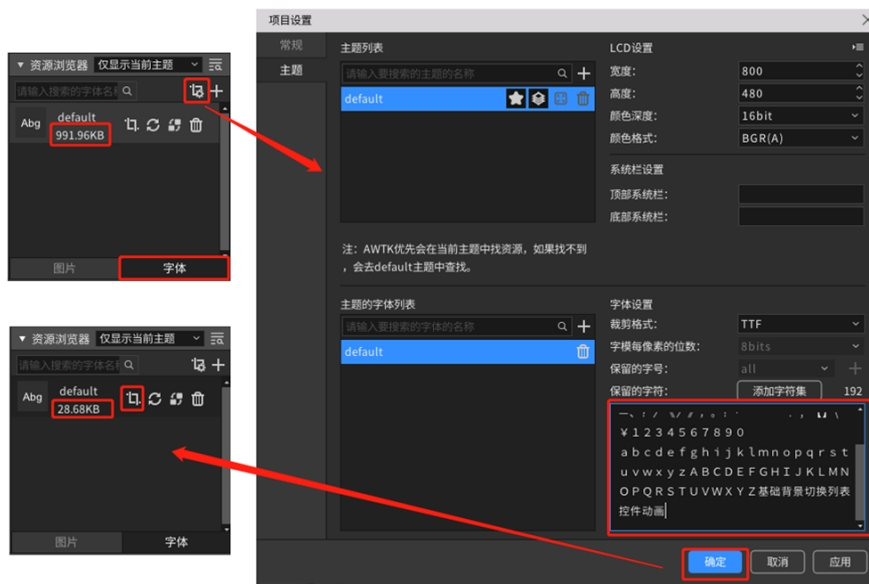 资源浏览器 仅显示当前主题
请输入搜索的字体名称
Abg default
991.96KB
图片 字体
资源浏览器 仅显示当前主题
请输入搜索的字体名
Abg default
28.68KB
图片 字体
项目设置
常规
主题
主题列表
请输入要搜索的主题的名称
default
注：AWTK优先会在当前主题中找资源，如果找不到
，会去default主题中查找。
主题的字体列表
请输入要搜索的字体的名称
default
LCD设置
宽度： 800
高度： 480
颜色深度： 16bit
颜色格式： BGR(A)
系统栏设置
顶部系统栏：
底部系统栏：
字体设置
裁剪格式： TTF
字模每像素的位数： 8bits
保留的字号： all
保留的字符： 添加字符集 192
￥１２３４５６７８９０
ａｂｃｄｅｆｇｈｉｊｋｌｍｎｏｐｑｒｓｔ
ｕｖｗｘｙｚＡＢＣＤＥＦＧＨＩＪＫＬＭＮ
ＯＰＱＲＳＴＵＶＷＸＹＺ基础背景切换列表
控件动画
确定 取消 应用